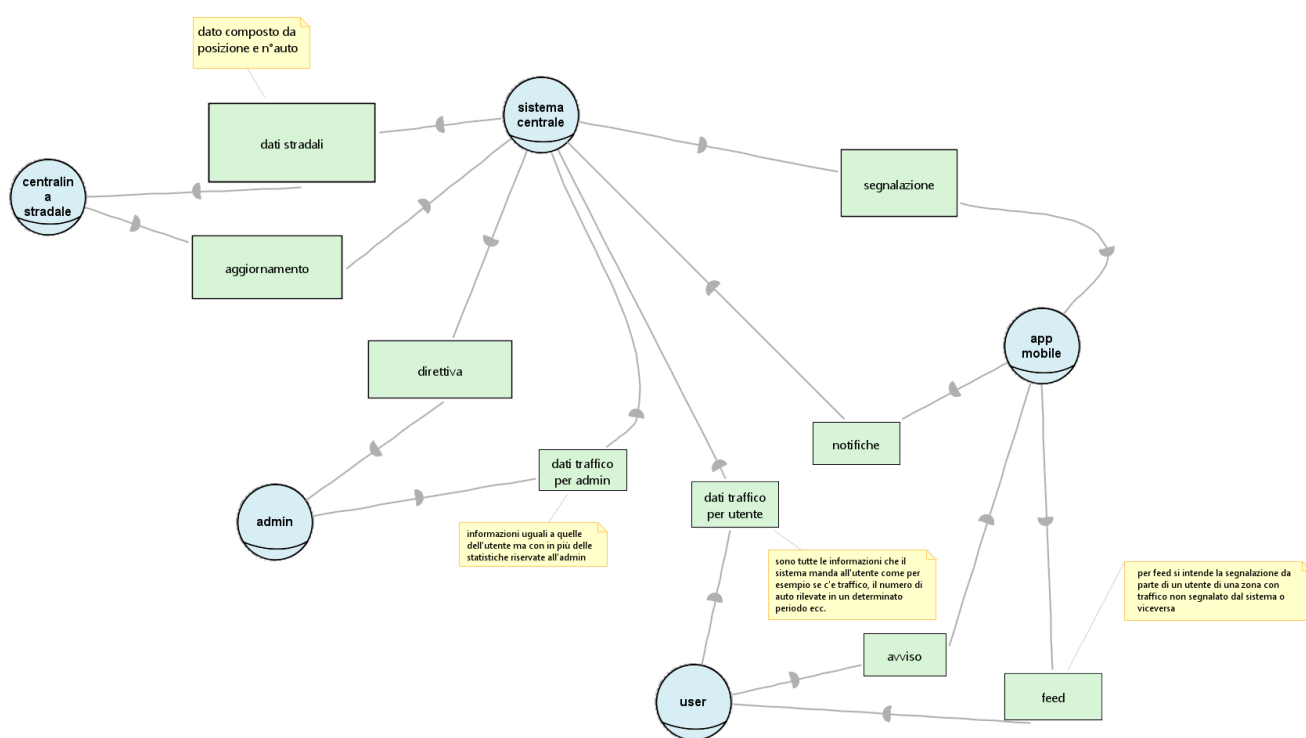 dato composto da
posizione e n°auto
sistema
centrale
dati stradali
segnalazione
centralin
a
stradale
aggiornamento
app
mobile
direttiva
notifiche
dati traffico
per admin
dati traffico
per utente
admin
informazioni uguali a quelle
dell'utente ma con in più delle
statistiche riservate all'admin
sono tutte le informazioni che il
sistema manda all'utente come per
esempio se c'e traffico, il numero di
auto rilevate in un determinato
periodo ecc.
per feed si intende la segnalazione da
parte di un utente di una zona con
traffico non segnalato dal sistema o
viceversa
avviso
user
feed